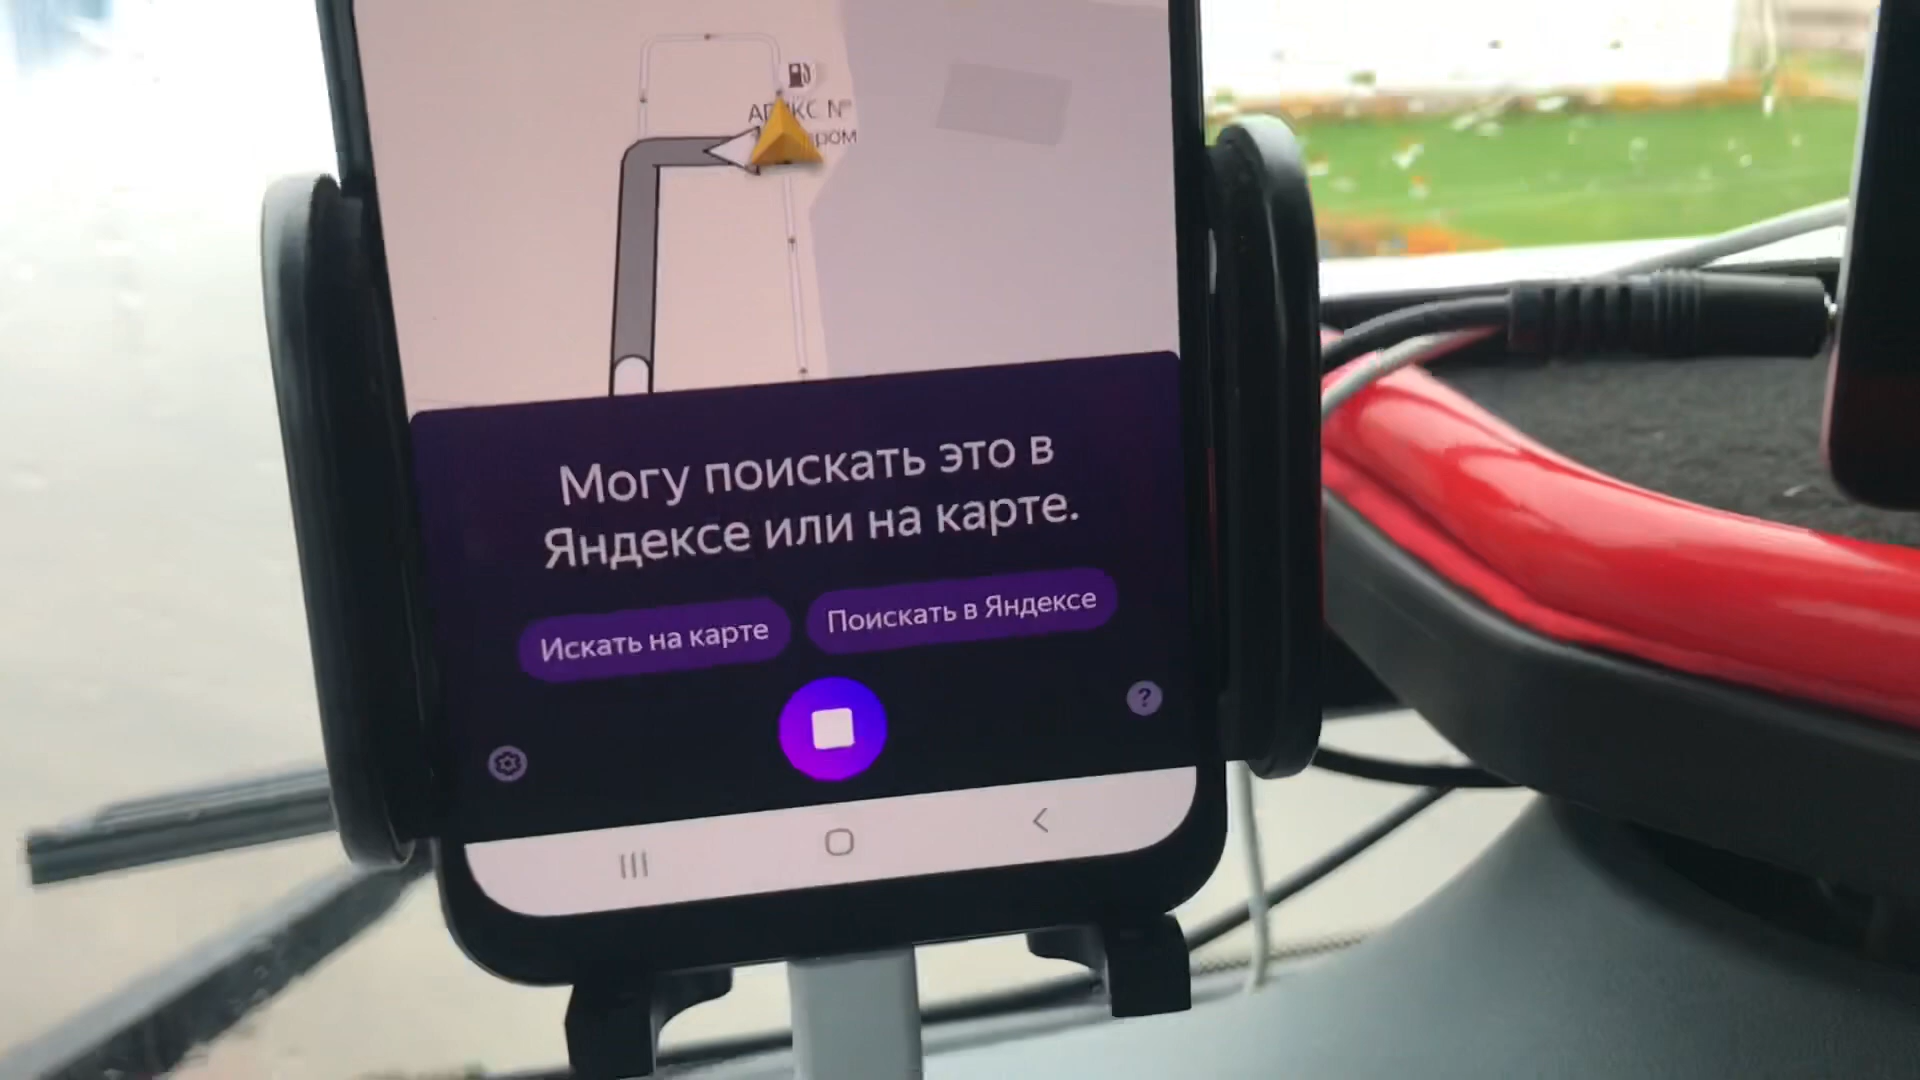 Могу поискать это в
Яндексе или на карте.
Искать на карте
Поискать в Яндексе
?